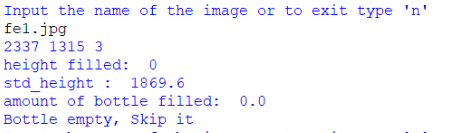 Input the name of the image or to exit type 'n'
fe1.jpg
2337 1315 3
height filled:  0
std_height :  1869.6
amount of bottle filled:  0.0
Bottle empty, Skip it